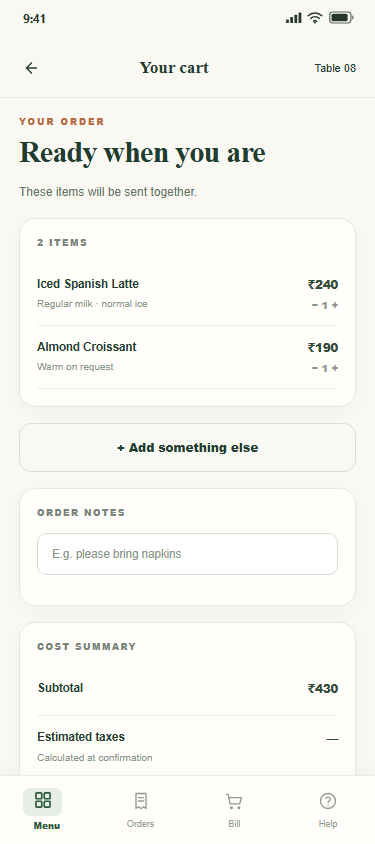 9:41
Your cart
Table 08
YOUR ORDER
Ready when you are
These items will be sent together.
2 ITEMS
Iced Spanish Latte ₹240
Regular milk · normal ice − 1 +
Almond Croissant ₹190
Warm on request − 1 +
+ Add something else
ORDER NOTES
E.g. please bring napkins
COST SUMMARY
Subtotal ₹430
Estimated taxes —
Calculated at confirmation
Menu Orders Bill Help